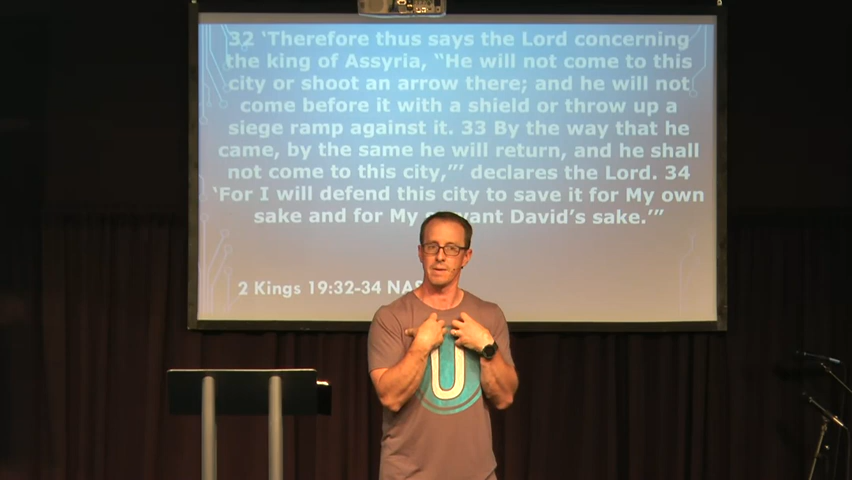 32 ‘Therefore thus says the Lord concerning
the king of Assyria, “He will not come to this
city or shoot an arrow there; and he will not
come before it with a shield or throw up a
siege ramp against it. 33 By the way that he
came, by the same he will return, and he shall
not come to this city,”’ declares the Lord. 34
‘For I will defend this city to save it for My own
sake and for My David’s sake.’”
2 Kings 19:32-34
U